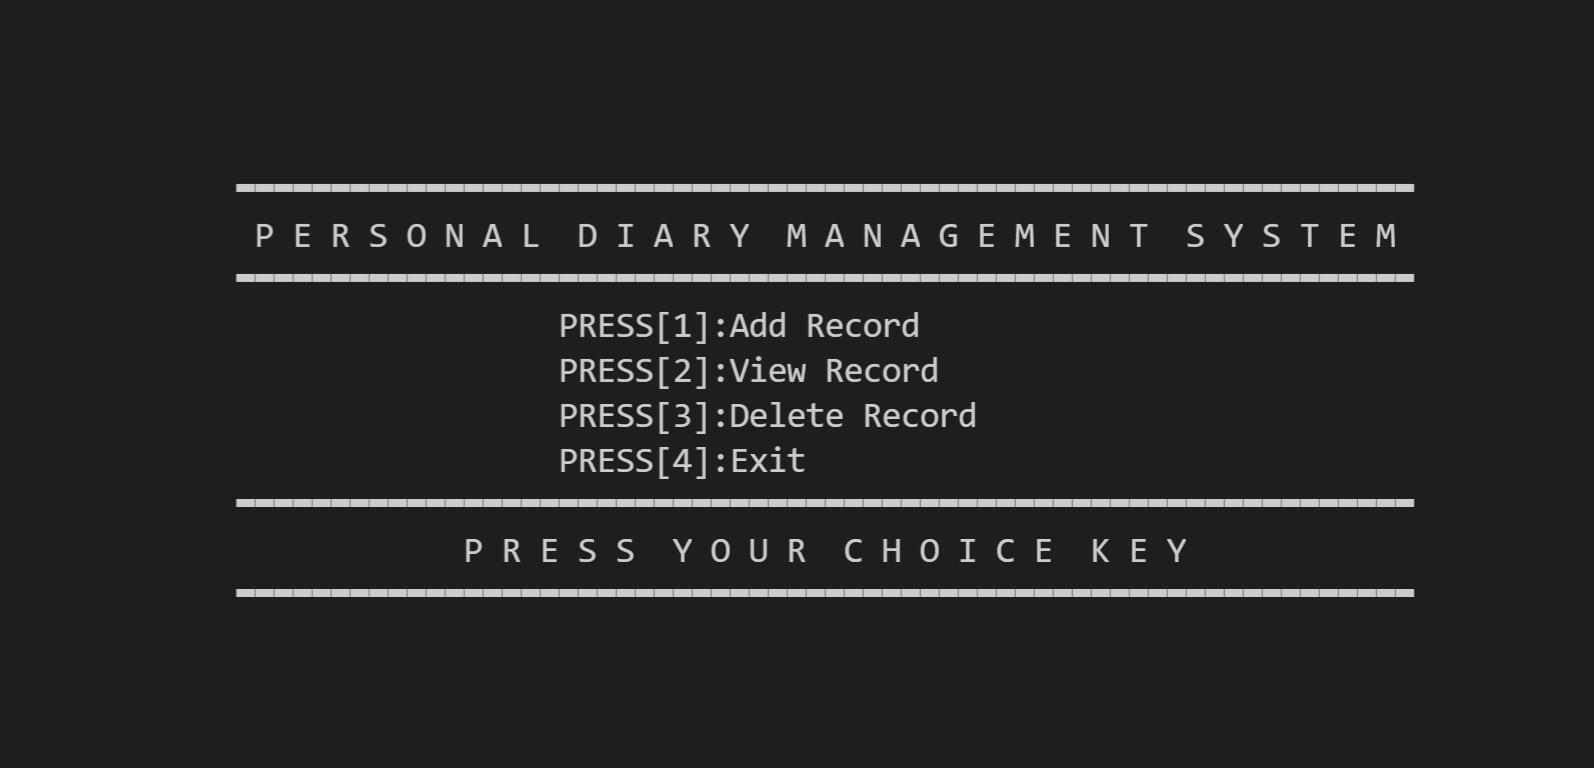 P E R S O N A L  D I A R Y  M A N A G E M E N T  S Y S T E M
PRESS[1]:Add Record
PRESS[2]:View Record
PRESS[3]:Delete Record
PRESS[4]:Exit
P R E S S  Y O U R  C H O I C E  K E Y